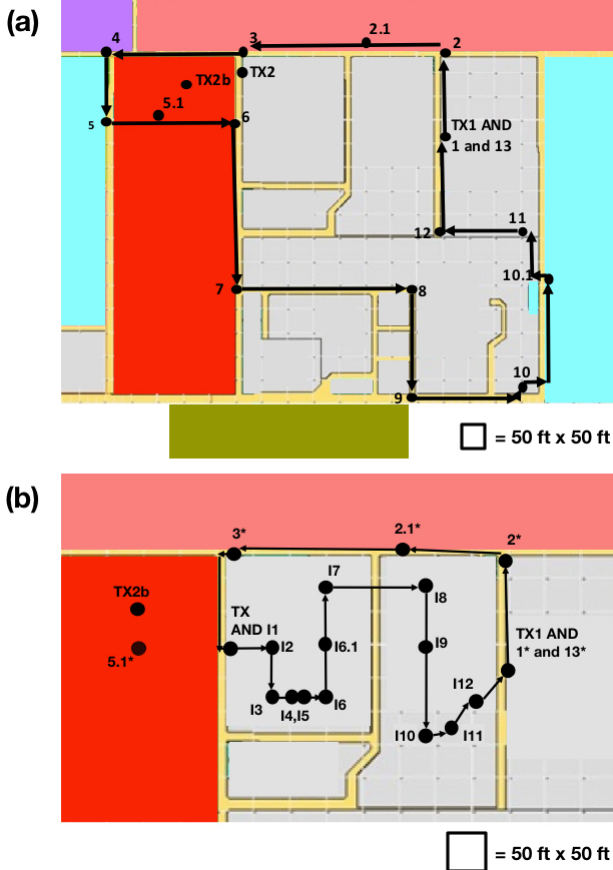 (a)
4
3
2.1
2
TX2b
TX2
5.1
5
6
TX1 AND
1 and 13
12
11
10.1
7
8
10
9
= 50 ft x 50 ft
(b)
3*
2.1*
2*
I7
TX2b
I8
TX
AND I1
TX1 AND
1* and 13*
I2
I6.1
I9
5.1*
I12
I3
I4,I5
I6
I10
I11
= 50 ft x 50 ft